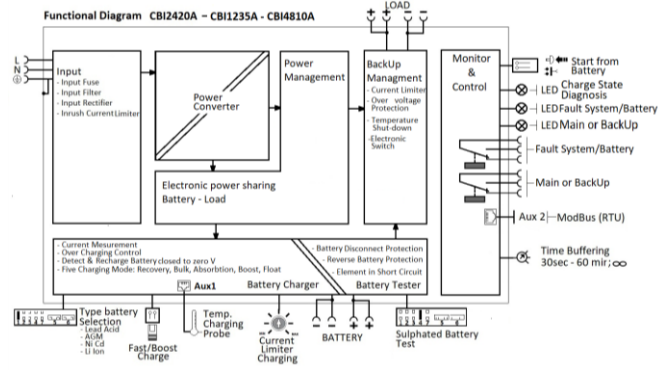 Functional Diagram CBI2420A – CBI1235A - CBI4810A
LOAD
+ + - -
L
N
Input
- Input Fuse
- Input Filter
- Input Rectifier
- Inrush CurrentLimiter
Power
Converter
Power
Management
BackUp
Managment
- Current Limiter
- Over voltage
Protection
- Temperature
Shut-down
-Electronic
Switch
Monitor
&
Control
Start from
Battery
LED Charge State
Diagnosis
LED Fault System/Battery
LED Main or BackUp
Fault System/Battery
Main or BackUp
Aux 2 ModBus (RTU)
Time Buffering
30sec - 60 mir; ∞
Electronic power sharing
Battery - Load
- Current Mesurement
- Over Charging Control
- Detect & Recharge Battery closed to zero V
- Five Charging Mode: Recovery, Bulk, Absorbtion, Boost, Float
Aux1
Battery Charger
- Battery Disconnect Protection
- Reverse Battery Protection
- Element in Short Circuit
Battery Tester
Type battery
Selection
- Lead Acid
- AGM
- Ni Cd
- Li Ion
Fast/Boost
Charge
Temp.
Charging
Probe
Current
Limiter
Charging
- - + +
BATTERY
Sulphated Battery
Test